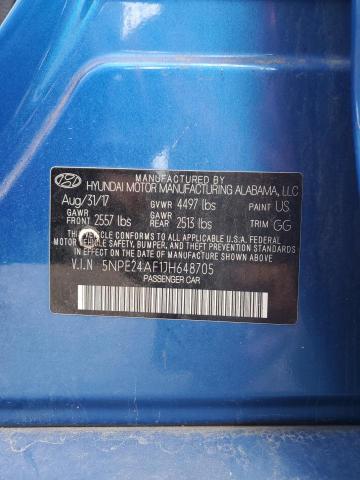 MANUFACTURED BY
HYUNDAI MOTOR MANUFACTURING ALABAMA, LLC
Aug/31/17 GVWR 4497 lbs PAINT US
GAWR FRONT 2557 lbs GAWR REAR 2513 lbs TRIM GG
THIS VEHICLE CONFORMS TO ALL APPLICABLE U.S.A. FEDERAL
MOTOR VEHICLE SAFETY, BUMPER, AND THEFT PREVENTION
STANDARDS IN EFFECT ON THE DATE OF MANUFACTURE SHOWN ABOVE.
V.I.N 5NPE24AF1JH648705
PASSENGER CAR